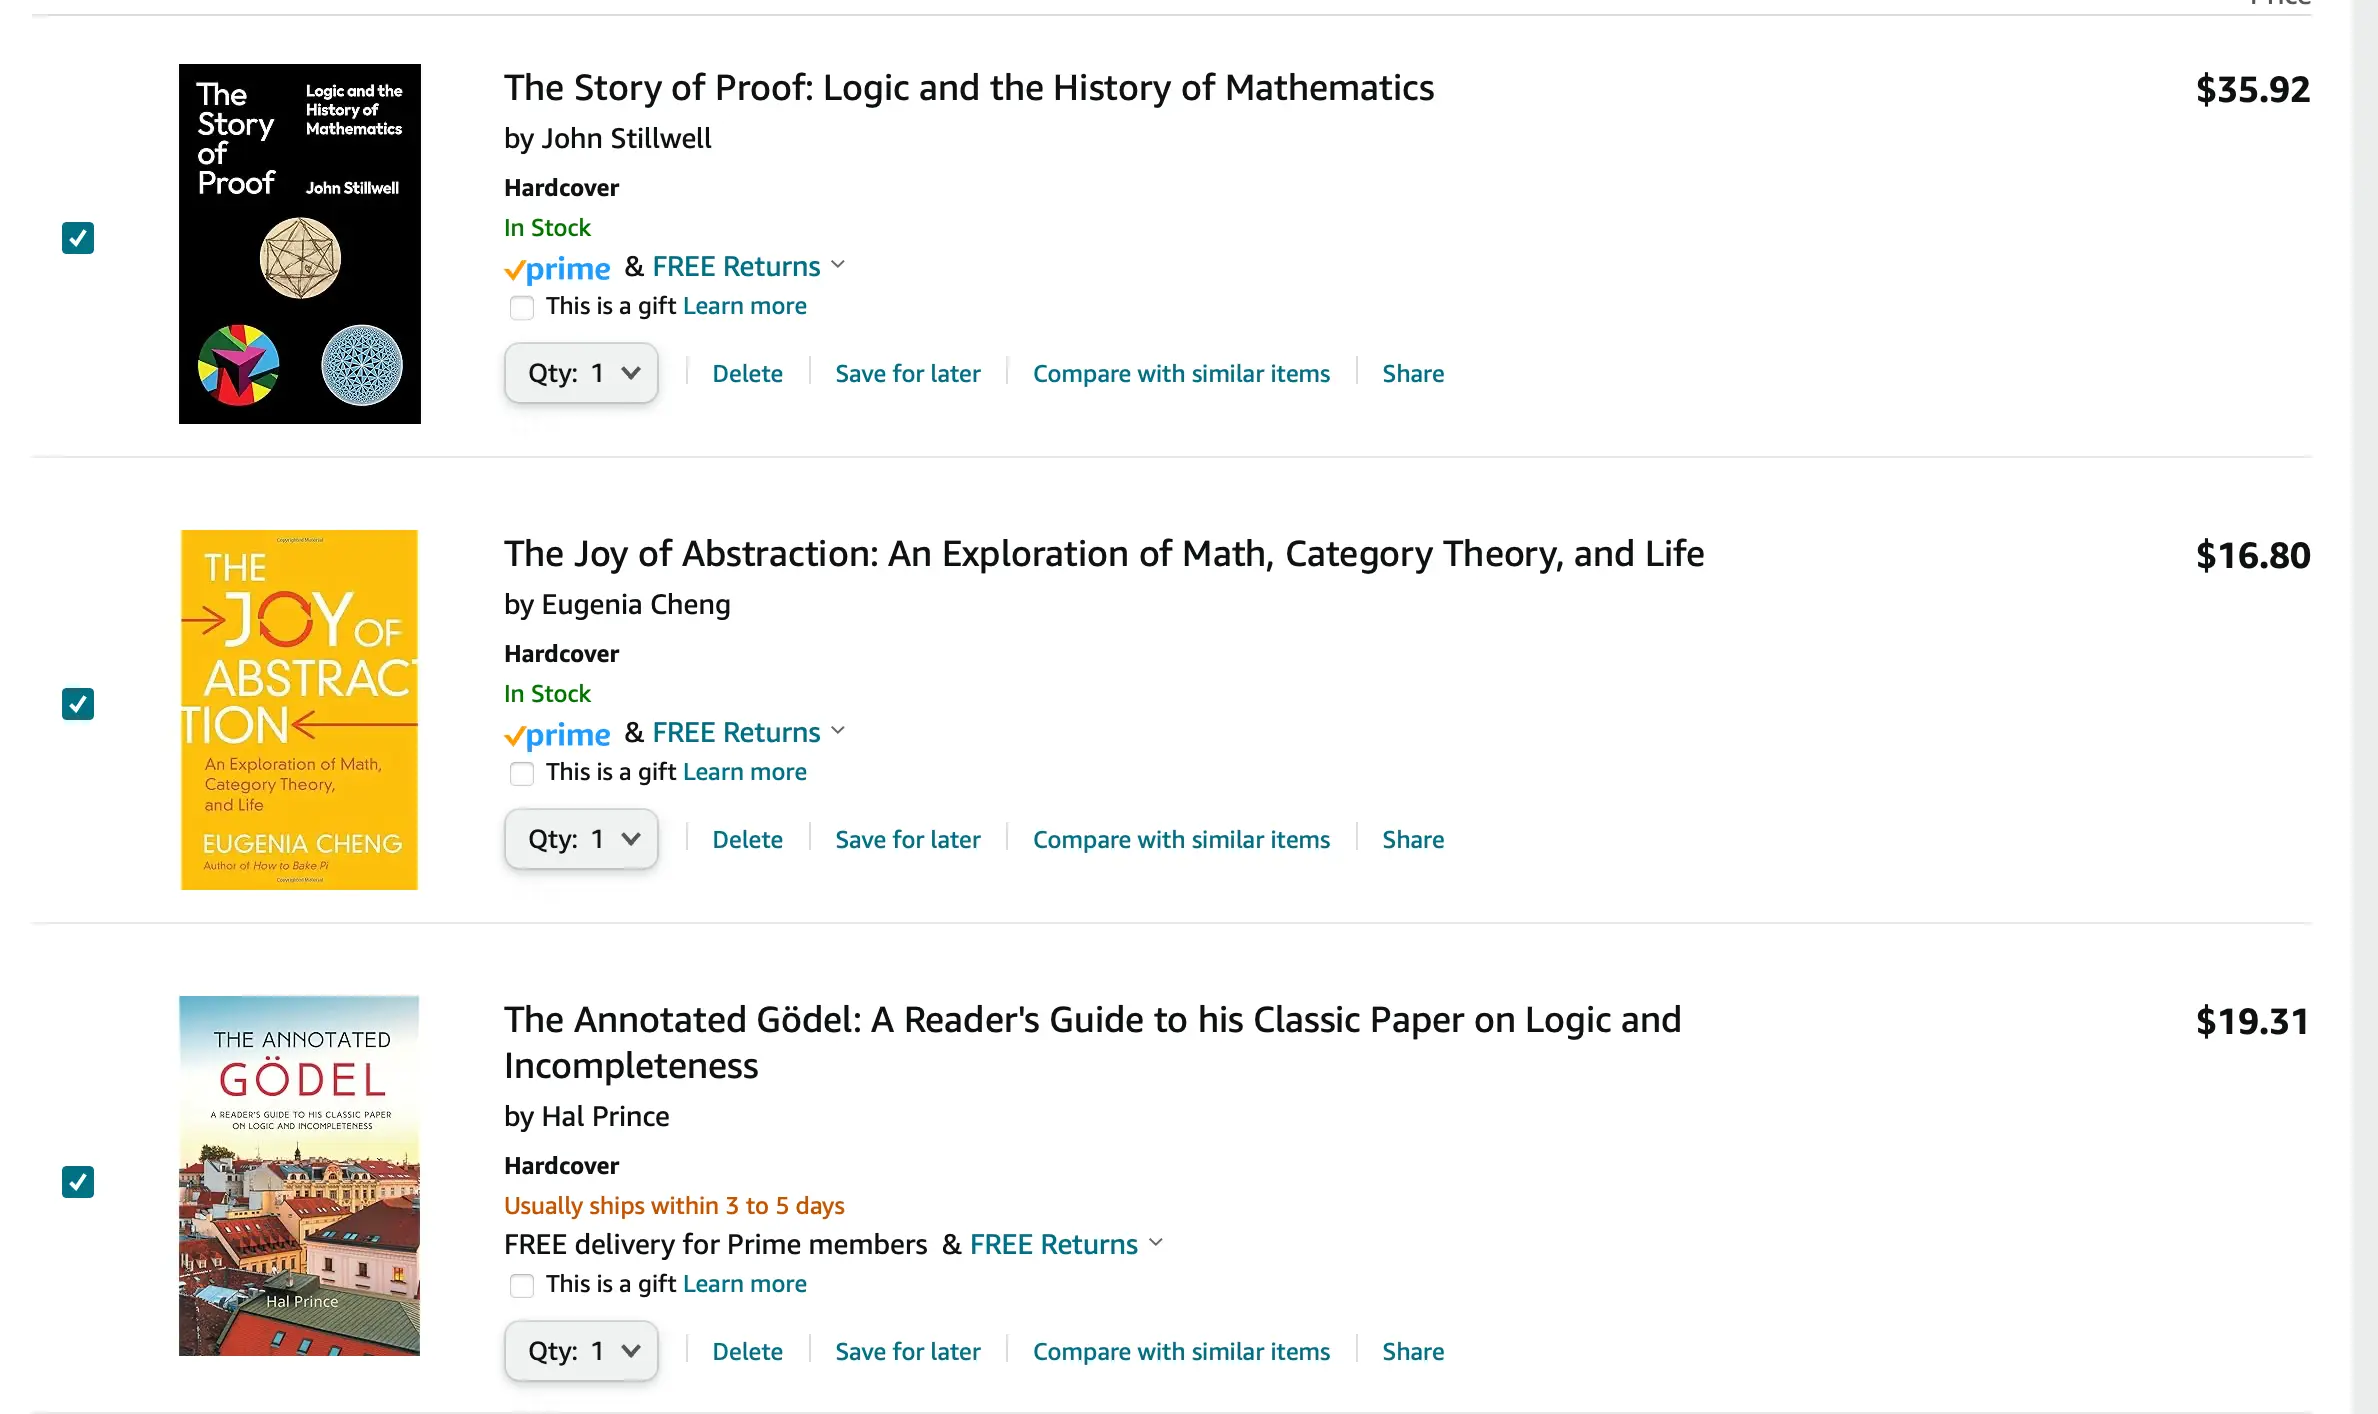 Price
The
Story
of
Proof
Logic and the
History of
Mathematics
John Stillwell
The Story of Proof: Logic and the History of Mathematics
$35.92
by John Stillwell
Hardcover
In Stock
prime & FREE Returns
This is a gift Learn more
Qty: 1 Delete Save for later Compare with similar items Share
Copyrighted Material
THE
JOY OF
ABSTRAC
TION
An Exploration of Math,
Category Theory,
and Life
EUGENIA CHENG
Author of How to Bake Pi
Copyrighted Material
The Joy of Abstraction: An Exploration of Math, Category Theory, and Life
$16.80
by Eugenia Cheng
Hardcover
In Stock
prime & FREE Returns
This is a gift Learn more
Qty: 1 Delete Save for later Compare with similar items Share
THE ANNOTATED
GÖDEL
A READER'S GUIDE TO HIS CLASSIC PAPER
ON LOGIC AND INCOMPLETENESS
Hal Prince
The Annotated Gödel: A Reader's Guide to his Classic Paper on Logic and
Incompleteness
$19.31
by Hal Prince
Hardcover
Usually ships within 3 to 5 days
FREE delivery for Prime members & FREE Returns
This is a gift Learn more
Qty: 1 Delete Save for later Compare with similar items Share